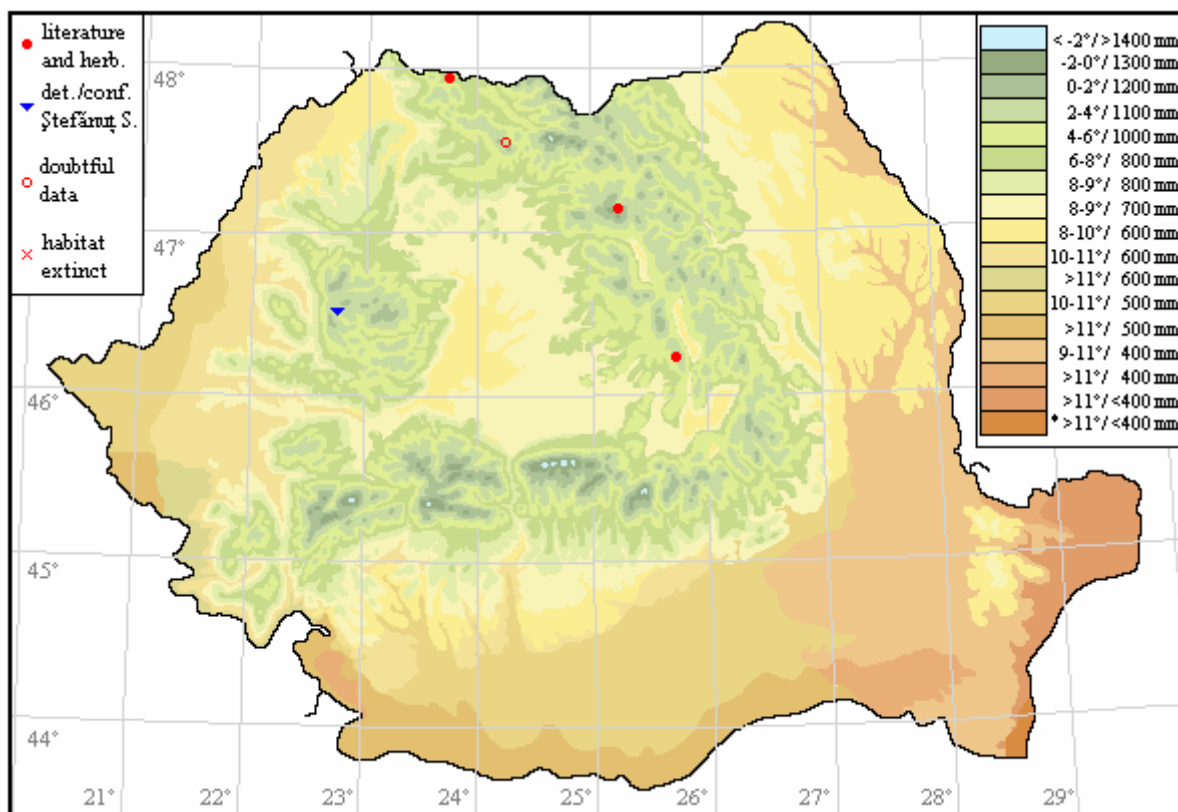 literature
and herb.
det./conf.
Ştefănuţ S.
doubtful
data
habitat
extinct
< -2°/>1400 mm
-2-0°/1300 mm
0-2°/1200 mm
2-4°/1100 mm
4-6°/1000 mm
6-8°/ 800 mm
8-9°/ 800 mm
8-9°/ 700 mm
8-10°/ 600 mm
10-11°/ 600 mm
>11°/ 600 mm
10-11°/ 500 mm
>11°/ 500 mm
9-11°/ 400 mm
>11°/ 400 mm
>11°/<400 mm
* >11°/<400 mm
48°
47°
46°
45°
44°
21° 22° 23° 24° 25° 26° 27° 28° 29°